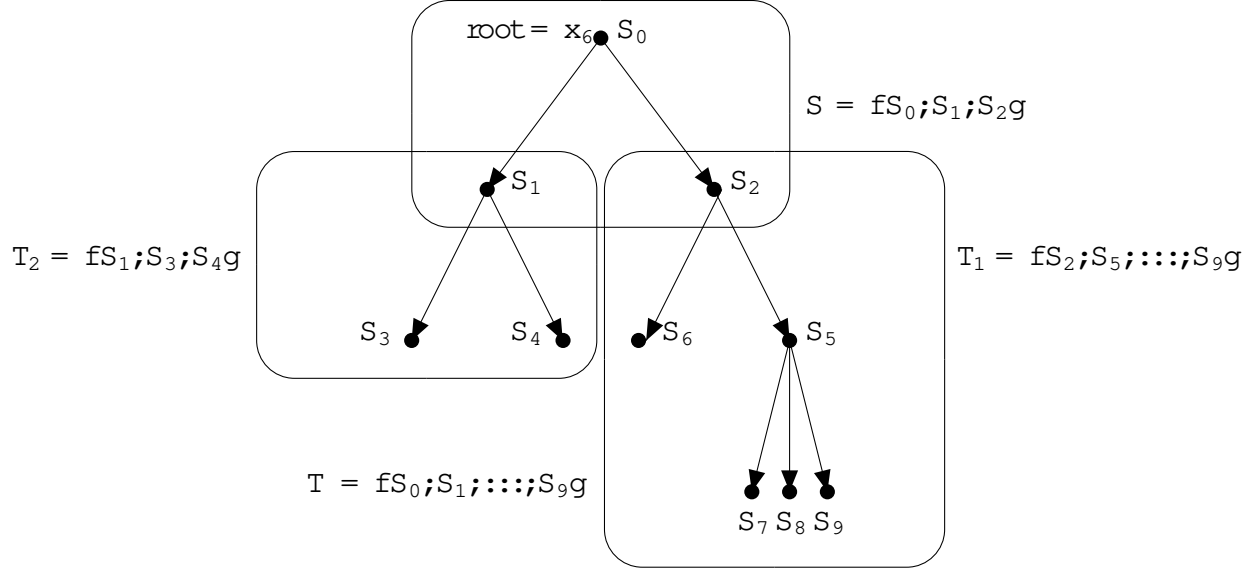 root = x₆ S₀
S = fS₀;S₁;S₂g
S₁
S₂
T₂ = fS₁;S₃;S₄g
T₁ = fS₂;S₅;:::;S₉g
S₃
S₄
S₆
S₅
T = fS₀;S₁;:::;S₉g
S₇ S₈ S₉